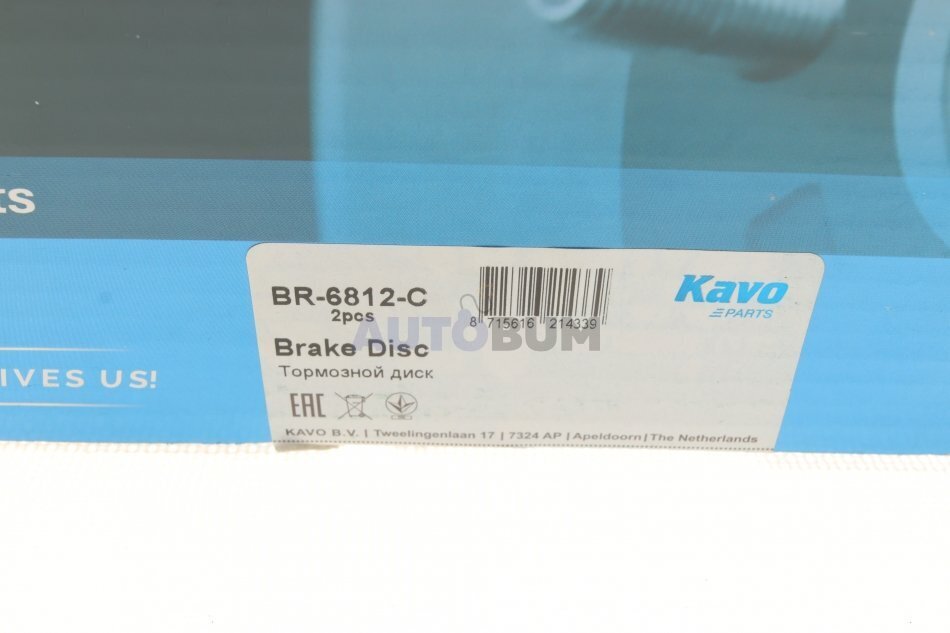 ts
IVES US!
BR-6812-C
2pcs
8 715616 214339
Kavo
PARTS
AUTOBUM
Brake Disc
Тормозной диск
EAC
KAVO B.V. | Tweelingenlaan 17 | 7324 AP | Apeldoorn | The Netherlands